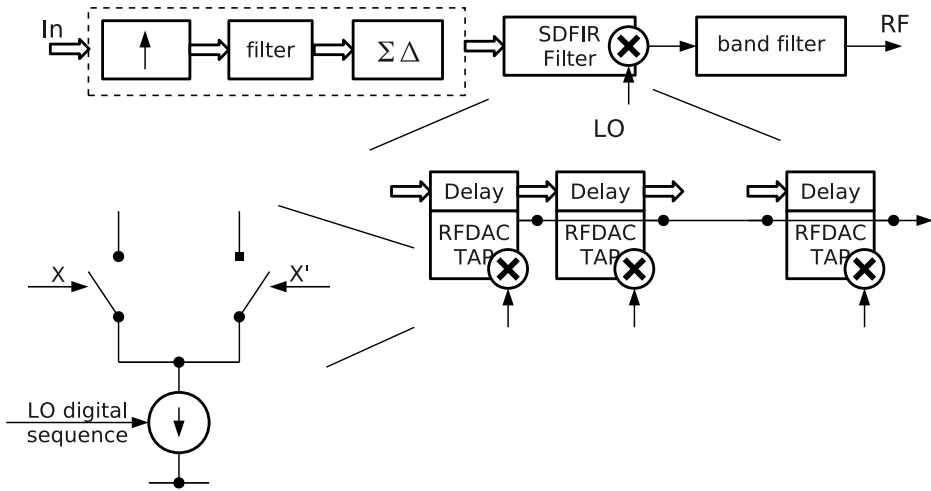 In
filter
Σ Δ
SDFIR
Filter
band filter
RF
LO
Delay
Delay
Delay
RFDAC
TAP
RFDAC
TAP
RFDAC
TAP
X
X'
LO digital
sequence